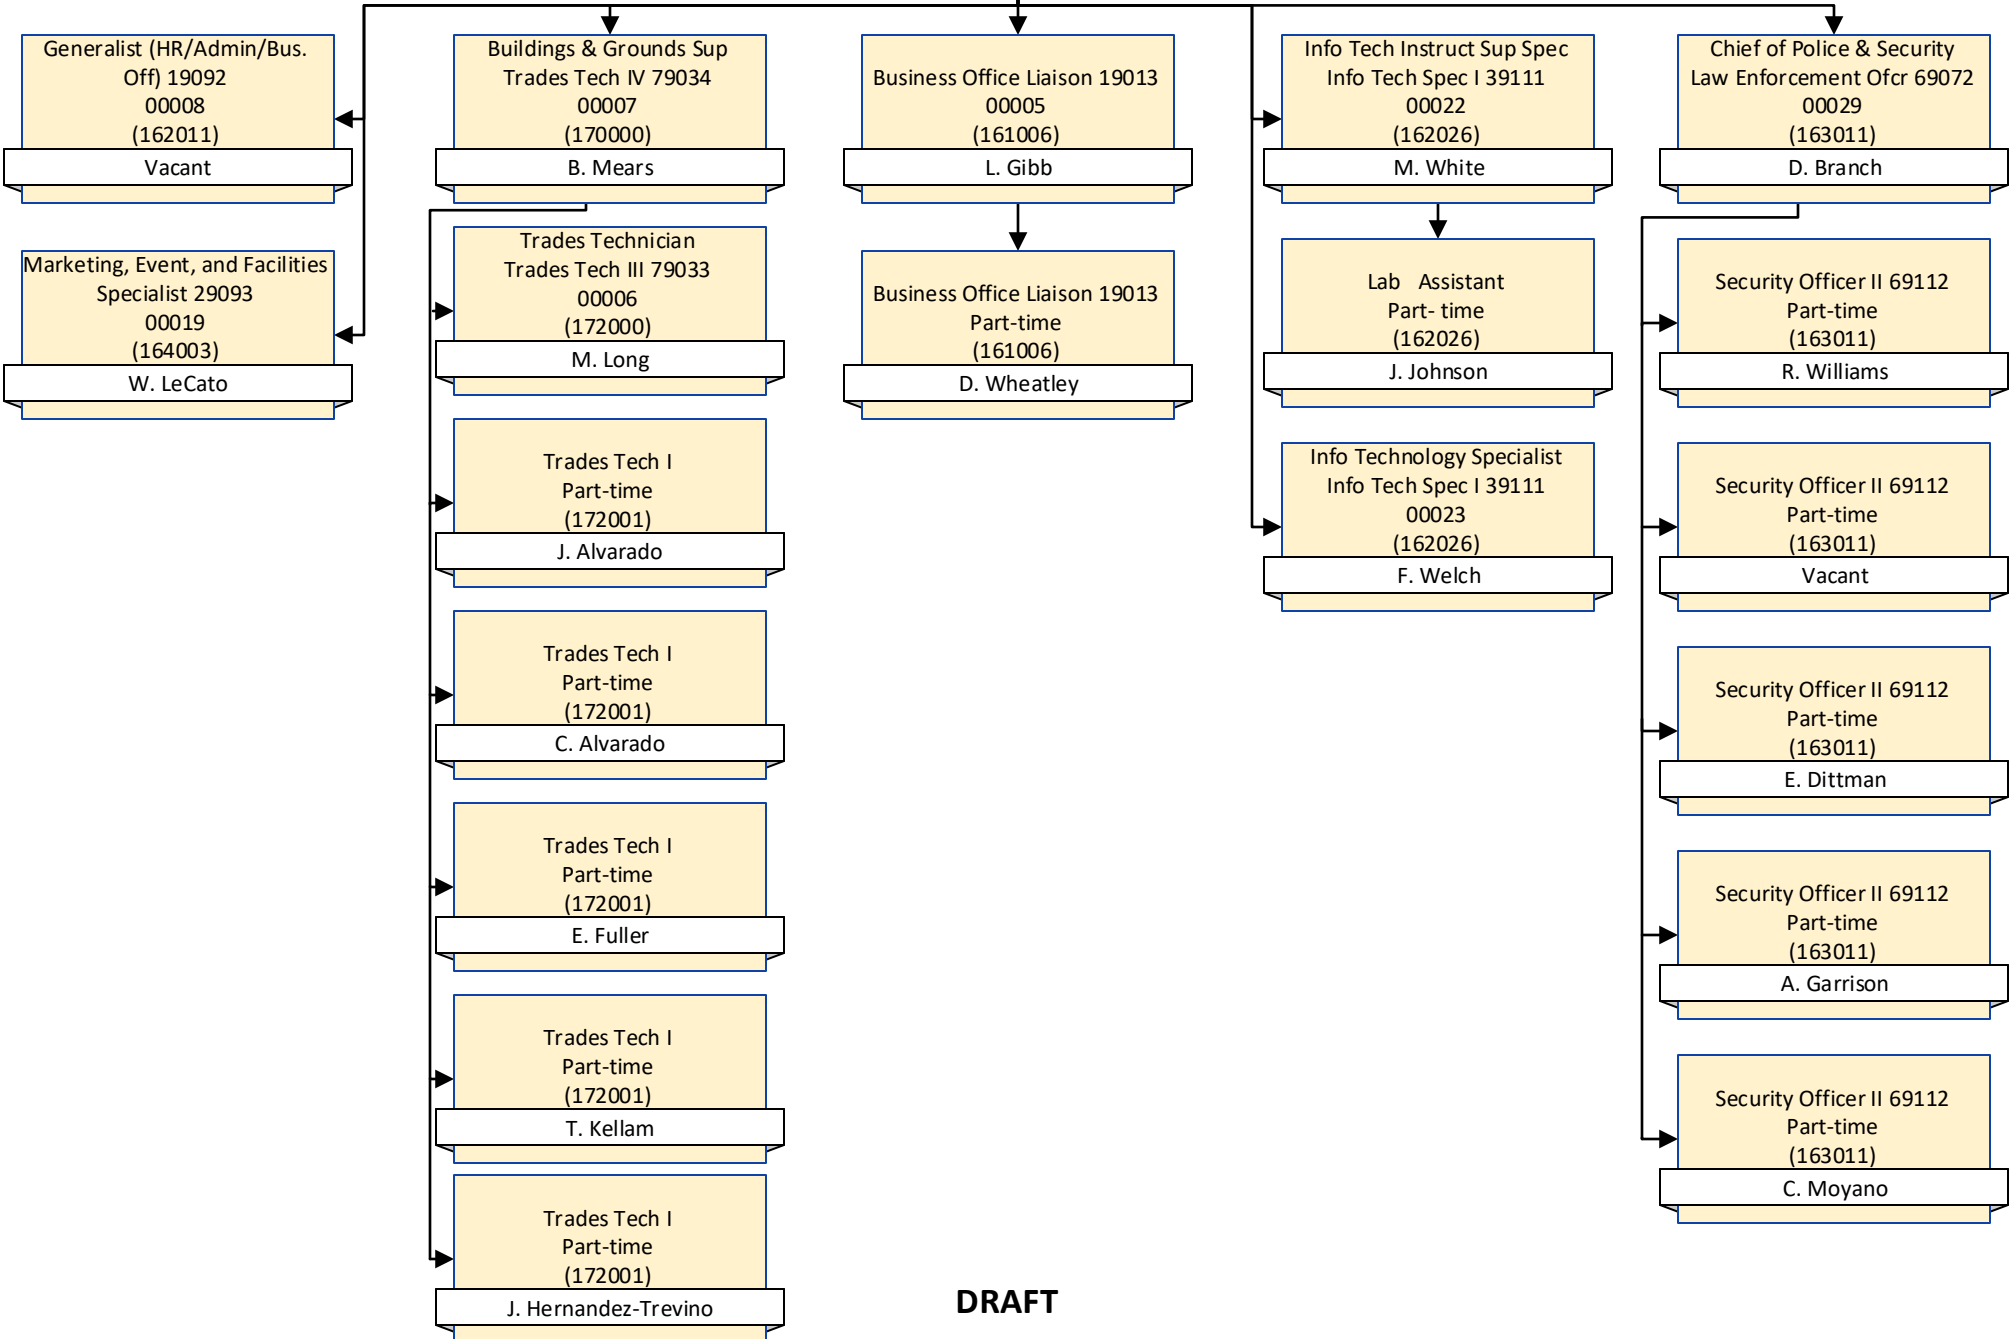 Generalist (HR/Admin/Bus.
Off) 19092
00008
(162011)
Vacant
Marketing, Event, and Facilities
Specialist 29093
00019
(164003)
W. LeCato
Buildings & Grounds Sup
Trades Tech IV 79034
00007
(170000)
B. Mears
Trades Technician
Trades Tech III 79033
00006
(172000)
M. Long
Trades Tech I
Part-time
(172001)
J. Alvarado
Trades Tech I
Part-time
(172001)
C. Alvarado
Trades Tech I
Part-time
(172001)
E. Fuller
Trades Tech I
Part-time
(172001)
T. Kellam
Trades Tech I
Part-time
(172001)
J. Hernandez-Trevino
Business Office Liaison 19013
00005
(161006)
L. Gibb
Business Office Liaison 19013
Part-time
(161006)
D. Wheatley
Info Tech Instruct Sup Spec
Info Tech Spec I 39111
00022
(162026)
M. White
Lab Assistant
Part- time
(162026)
J. Johnson
Info Technology Specialist
Info Tech Spec I 39111
00023
(162026)
F. Welch
Chief of Police & Security
Law Enforcement Ofcr 69072
00029
(163011)
D. Branch
Security Officer II 69112
Part-time
(163011)
R. Williams
Security Officer II 69112
Part-time
(163011)
Vacant
Security Officer II 69112
Part-time
(163011)
E. Dittman
Security Officer II 69112
Part-time
(163011)
A. Garrison
Security Officer II 69112
Part-time
(163011)
C. Moyano
DRAFT